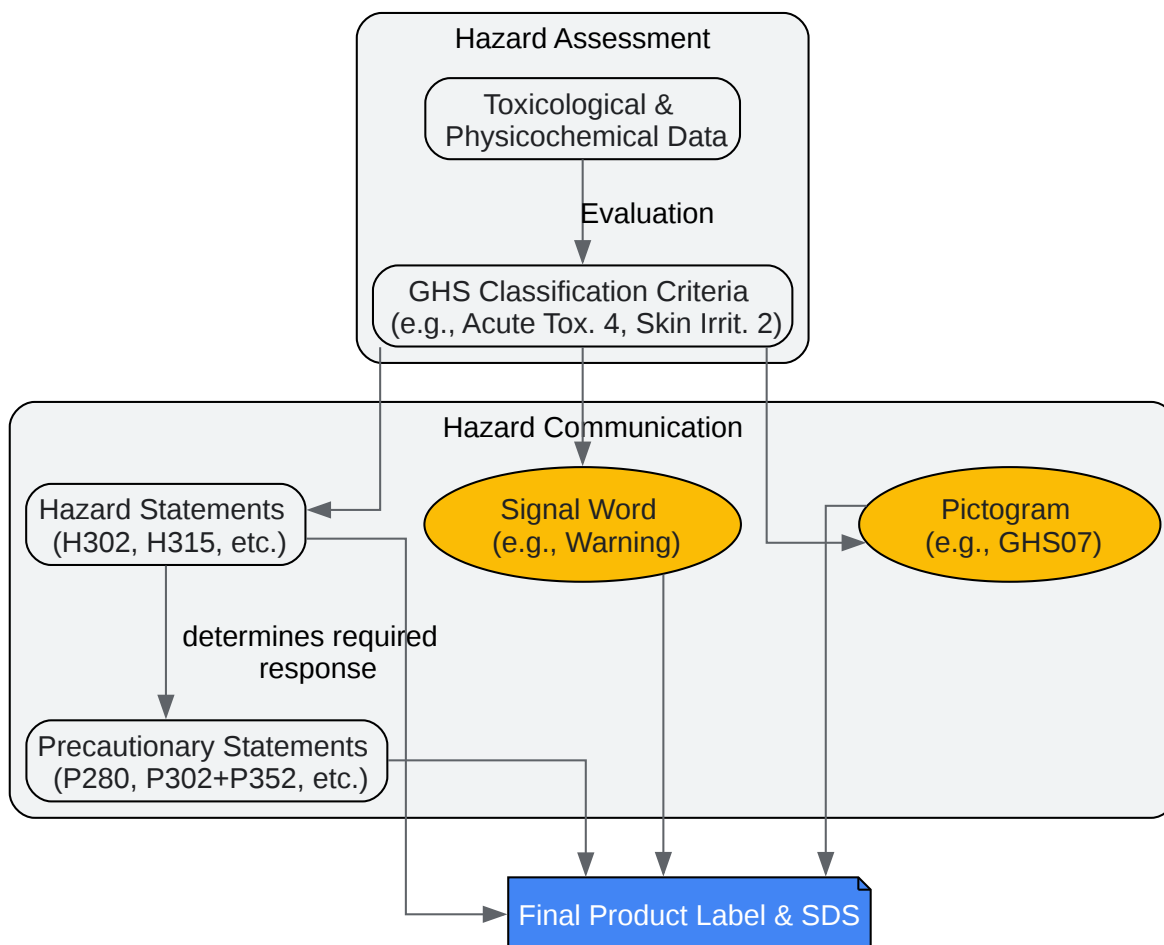 Hazard Assessment
Toxicological &
Physicochemical Data
Evaluation
GHS Classification Criteria
(e.g., Acute Tox. 4, Skin Irrit. 2)
Hazard Communication
Hazard Statements
(H302, H315, etc.)
Signal Word
(e.g., Warning)
Pictogram
(e.g., GHS07)
determines required
response
Precautionary Statements
(P280, P302+P352, etc.)
Final Product Label & SDS